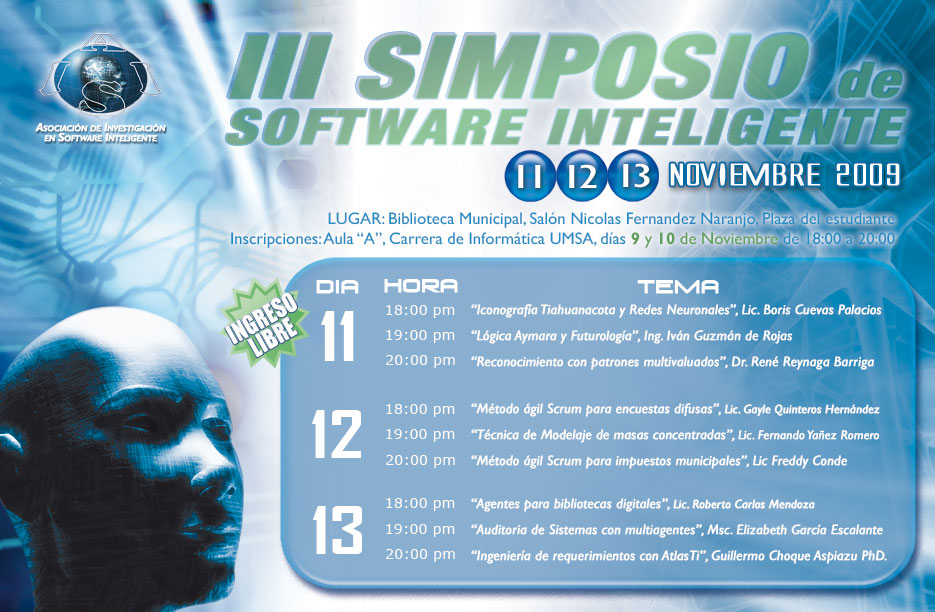 ASOCIACIÓN DE INVESTIGACIÓN
EN SOFTWARE INTELIGENTE
III SIMPOSIO de
SOFTWARE INTELIGENTE
11 12 13 NOVIEMBRE 2009
LUGAR: Biblioteca Municipal, Salón Nicolas Fernandez Naranjo, Plaza del estudiante
Inscripciones: Aula “A”, Carrera de Informática UMSA, días 9 y 10 de Noviembre de 18:00 a 20:00
INGRESO
LIBRE
DIA HORA TEMA
11
18:00 pm “Iconografía Tiahuanacota y Redes Neuronales”, Lic. Boris Cuevas Palacios
19:00 pm “Lógica Aymara y Futurología”, Ing. Iván Guzmán de Rojas
20:00 pm “Reconocimiento con patrones multivaluados”, Dr. René Reynaga Barriga
12
18:00 pm “Método ágil Scrum para encuestas difusas”, Lic. Gayle Quinteros Hernández
19:00 pm “Técnica de Modelaje de masas concentradas”, Lic. Fernando Yañez Romero
20:00 pm “Método ágil Scrum para impuestos municipales”, Lic Freddy Conde
13
18:00 pm “Agentes para bibliotecas digitales”, Lic. Roberto Carlos Mendoza
19:00 pm “Auditoria de Sistemas con multiagentes”, Msc. Elizabeth García Escalante
20:00 pm “Ingeniería de requerimientos con AtlasTi”, Guillermo Choque Aspiazu PhD.